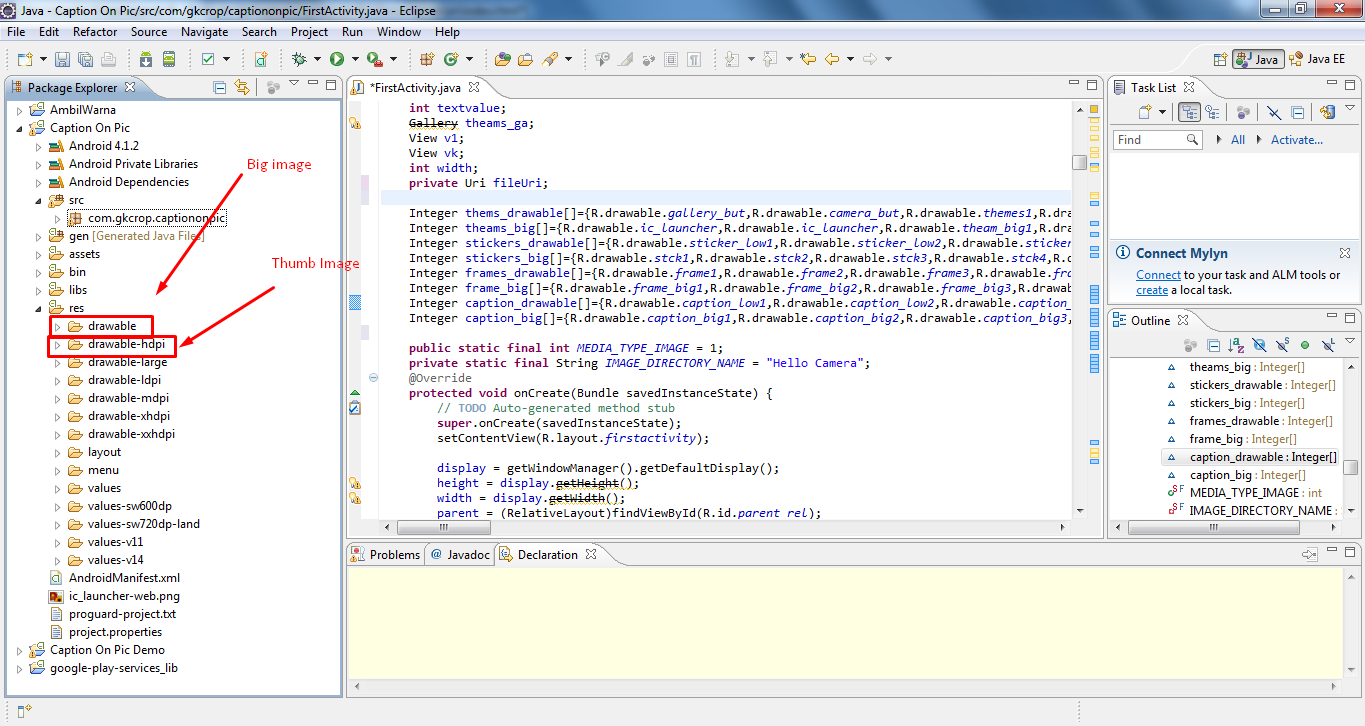 Java - Caption On Pic/src/com/gkcrop/captiononpic/FirstActivity.java - Eclipse
File Edit Refactor Source Navigate Search Project Run Window Help
Java
Java EE
Package Explorer
AmbilWarna
Caption On Pic
Android 4.1.2
Android Private Libraries
Android Dependencies
src
com.gkcrop.captiononpic
gen [Generated Java Files]
assets
bin
libs
res
drawable
drawable-hdpi
drawable-large
drawable-ldpi
drawable-mdpi
drawable-xhdpi
drawable-xxhdpi
layout
menu
values
values-sw600dp
values-sw720dp-land
values-v11
values-v14
AndroidManifest.xml
ic_launcher-web.png
proguard-project.txt
project.properties
Caption On Pic Demo
google-play-services_lib
Big image
Thumb Image
*FirstActivity.java
int textvalue;
Gallery theams_ga;
View v1;
View vk;
int width;
private Uri fileUri;
Integer thems_drawable[]={R.drawable.gallery_but,R.drawable.camera_but,R.drawable.themes1,R.dra
Integer theams_big[]={R.drawable.ic_launcher,R.drawable.ic_launcher,R.drawable.theam_big1,R.dra
Integer stickers_drawable[]={R.drawable.sticker_low1,R.drawable.sticker_low2,R.drawable.sticker
Integer stickers_big[]={R.drawable.stck1,R.drawable.stck2,R.drawable.stck3,R.drawable.stck4,R.d
Integer frames_drawable[]={R.drawable.frame1,R.drawable.frame2,R.drawable.frame3,R.drawable.fra
Integer frame_big[]={R.drawable.frame_big1,R.drawable.frame_big2,R.drawable.frame_big3,R.drawab
Integer caption_drawable[]={R.drawable.caption_low1,R.drawable.caption_low2,R.drawable.caption_
Integer caption_big[]={R.drawable.caption_big1,R.drawable.caption_big2,R.drawable.caption_big3,
public static final int MEDIA_TYPE_IMAGE = 1;
private static final String IMAGE_DIRECTORY_NAME = "Hello Camera";
@Override
protected void onCreate(Bundle savedInstanceState) {
// TODO Auto-generated method stub
super.onCreate(savedInstanceState);
setContentView(R.layout.firstactivity);
display = getWindowManager().getDefaultDisplay();
height = display.getHeight();
width = display.getWidth();
parent = (RelativeLayout)findViewById(R.id.parent_rel);
Problems @ Javadoc Declaration
Task List
Find
All
Activate...
Connect Mylyn
Connect to your task and ALM tools or
create a local task.
Outline
theams_big : Integer[]
stickers_drawable : Integer[]
stickers_big : Integer[]
frames_drawable : Integer[]
frame_big : Integer[]
caption_drawable : Integer[]
caption_big : Integer[]
MEDIA_TYPE_IMAGE : int
IMAGE_DIRECTORY_NAME :